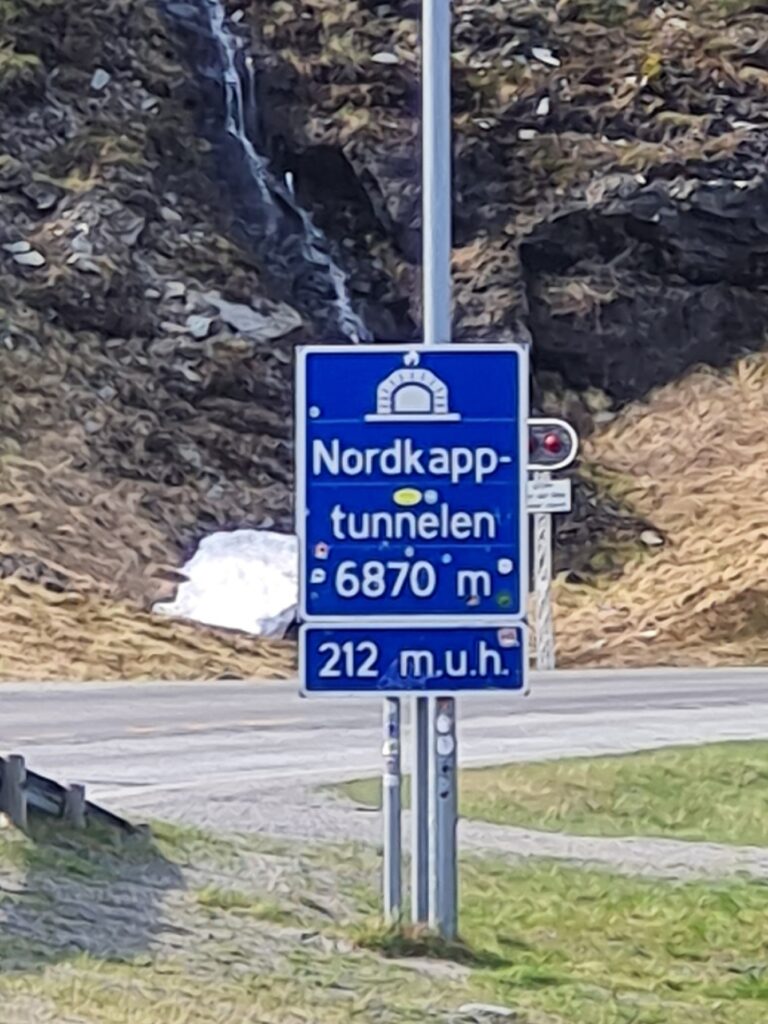 Nordkapp-
tunnelen
6870 m
212 m.u.h.